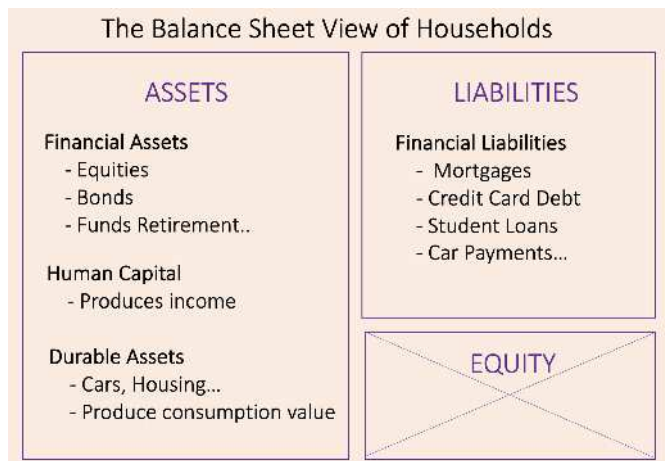 The Balance Sheet View of Households
ASSETS
Financial Assets
- Equities
- Bonds
- Funds Retirement..
Human Capital
- Produces income
Durable Assets
- Cars, Housing...
- Produce consumption value
LIABILITIES
Financial Liabilities
- Mortgages
- Credit Card Debt
- Student Loans
- Car Payments...
EQUITY